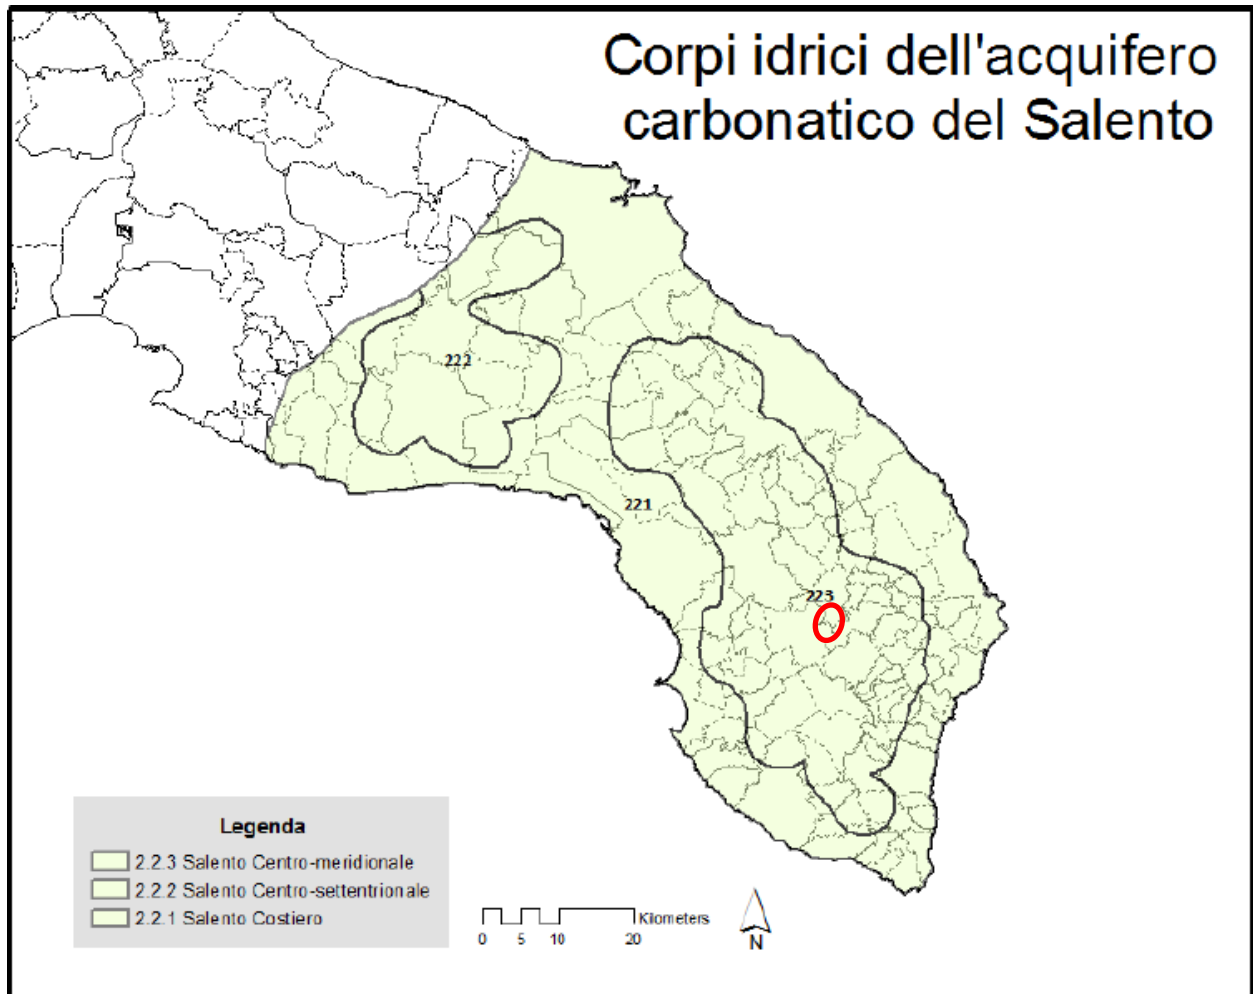 Corpi idrici dell'acquifero
carbonatico del Salento
222
221
223
Legenda
2.2.3 Salento Centro-meridionale
2.2.2 Salento Centro-settentrionale
2.2.1 Salento Costiero
Kilometers
0 5 10 20
N